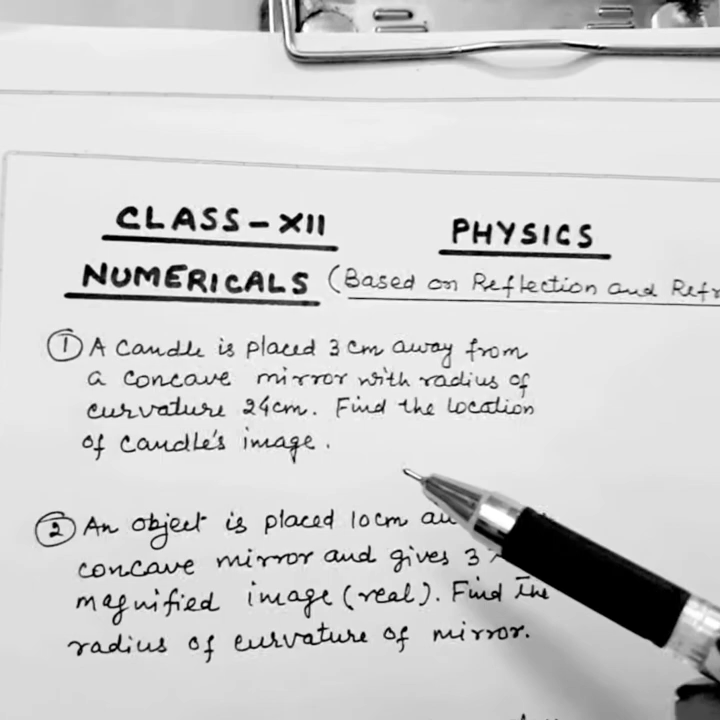 CLASS-XII PHYSICS
NUMERICALS (Based on Reflection and Refr
① A candle is placed 3 cm away from
a concave mirror with radius of
curvature 24cm. Find the location
of candle's image.
② An object is placed 10cm
concave mirror and gives 3
magnified image (real). Find the
radius of curvature of mirror.